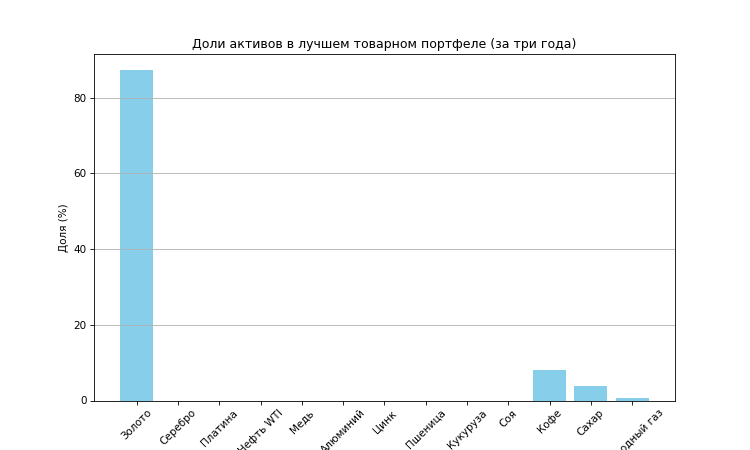 Доли активов в лучшем товарном портфеле (за три года)
Доля (%)
80
60
40
20
0
Золото
Серебро
Платина
Нефть WTI
Медь
Алюминий
Цинк
Пшеница
Кукуруза
Соя
Кофе
Сахар
газ